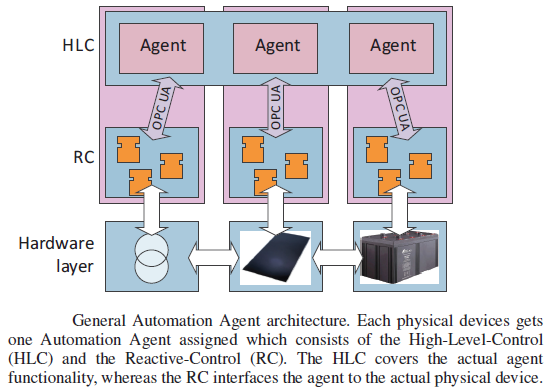 HLC
Agent
Agent
Agent
OPC UA
OPC UA
OPC UA
RC
Hardware
layer
General Automation Agent architecture. Each physical devices gets
one Automation Agent assigned which consists of the High-Level-Control
(HLC) and the Reactive-Control (RC). The HLC covers the actual agent
functionality, whereas the RC interfaces the agent to the actual physical device.